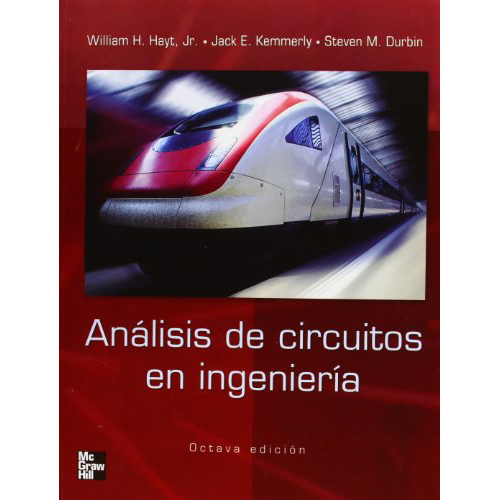 William H. Hayt, Jr. • Jack E. Kemmerly • Steven M. Durbin
Análisis de circuitos
en ingeniería
Octava edición
Mc
Graw
Hill